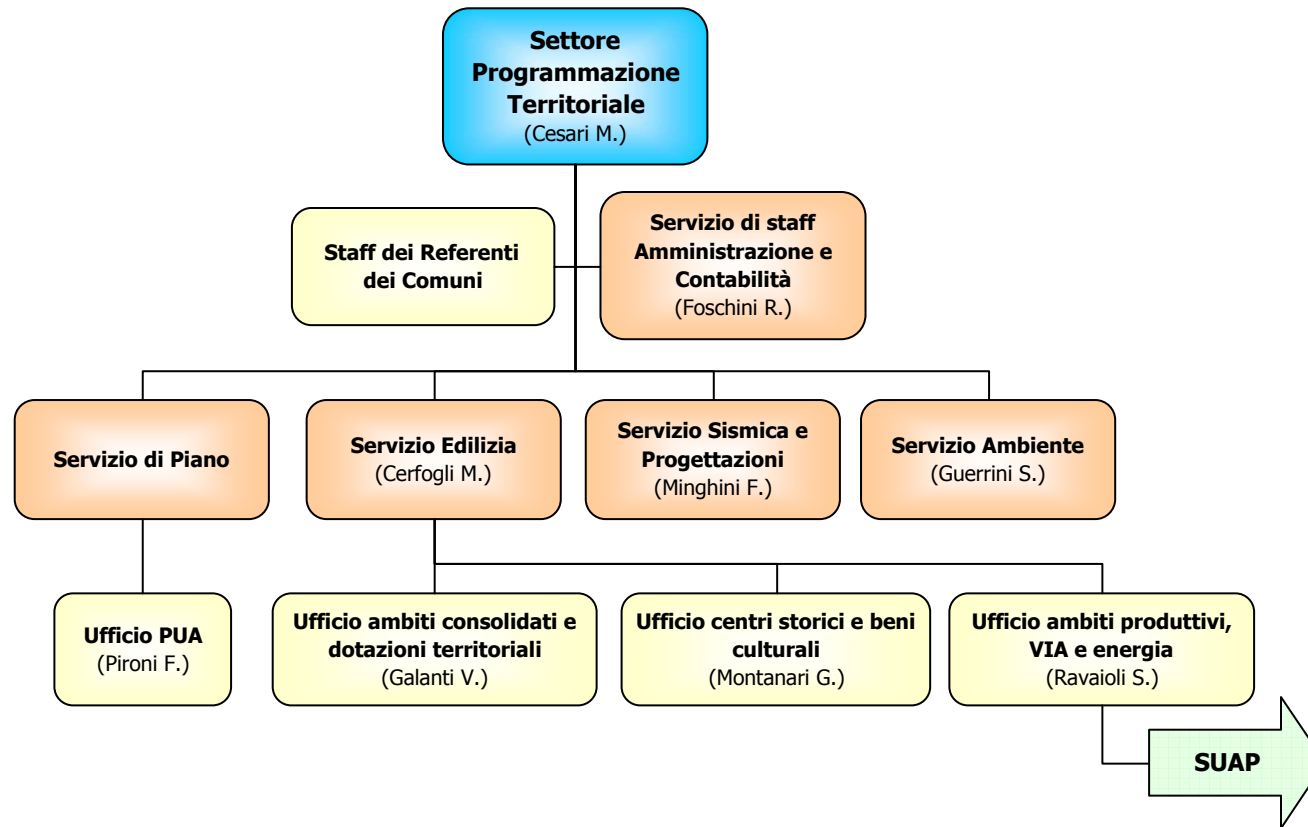 Settore
Programmazione
Territoriale
(Cesari M.)
Staff dei Referenti
dei Comuni
Servizio di staff
Amministrazione e
Contabilità
(Foschini R.)
Servizio di Piano
Servizio Edilizia
(Cerfogli M.)
Servizio Sismica e
Progettazioni
(Minghini F.)
Servizio Ambiente
(Guerrini S.)
Ufficio PUA
(Pironi F.)
Ufficio ambiti consolidati e
dotazioni territoriali
(Galanti V.)
Ufficio centri storici e beni
culturali
(Montanari G.)
Ufficio ambiti produttivi,
VIA e energia
(Ravaioli S.)
SUAP